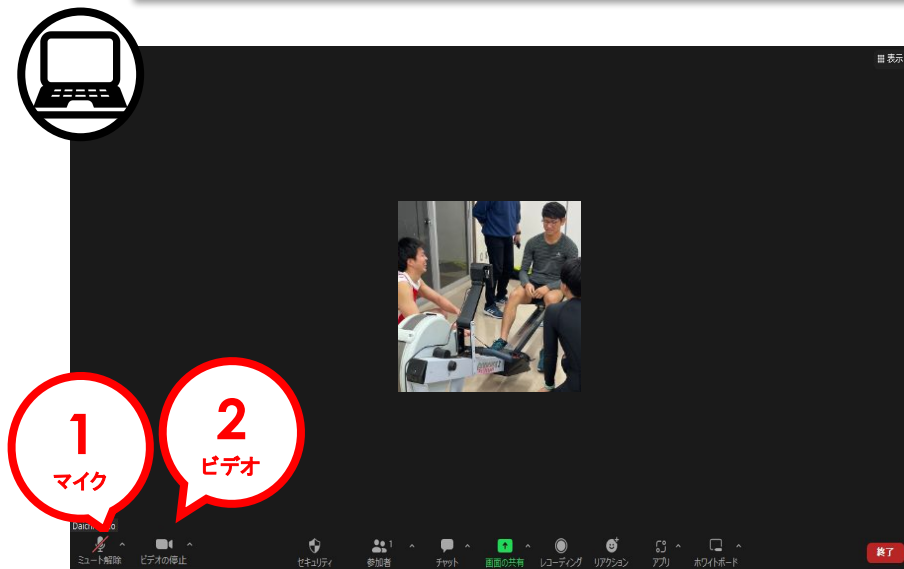 表示
1
マイク
2
ビデオ
ミュート解除
ビデオの停止
セキュリティ
参加者
1
チャット
画面の共有
レコーディング
リアクション
アプリ
ホワイトボード
終了